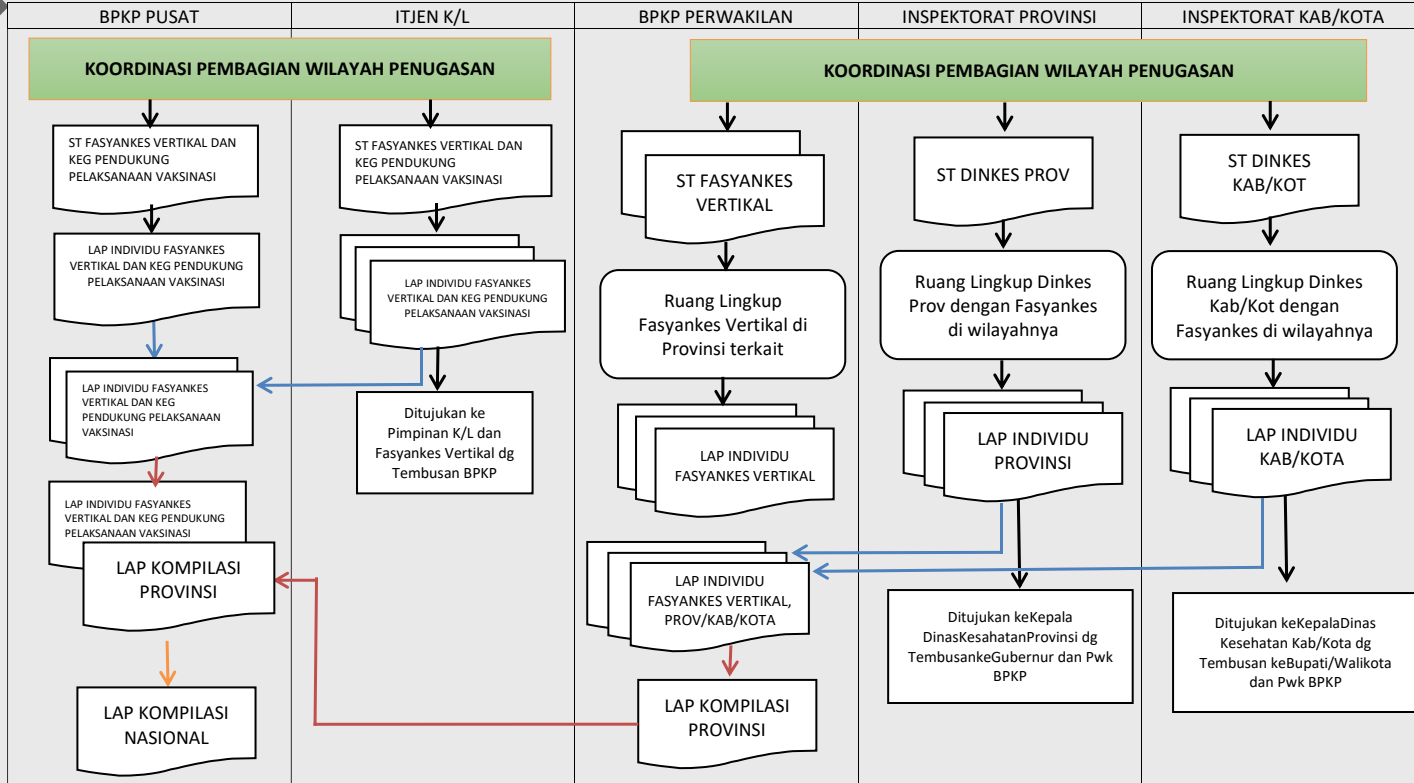 BPKP PUSAT
ITJEN K/L
BPKP PERWAKILAN
INSPEKTORAT PROVINSI
INSPEKTORAT KAB/KOTA
KOORDINASI PEMBAGIAN WILAYAH PENUGASAN
KOORDINASI PEMBAGIAN WILAYAH PENUGASAN
ST FASYANKES VERTIKAL DAN
KEG PENDUKUNG
PELAKSANAAN VAKSINASI
LAP INDIVIDU FASYANKES
VERTIKAL DAN KEG PENDUKUNG
PELAKSANAAN VAKSINASI
LAP INDIVIDU FASYANKES
VERTIKAL DAN KEG
PENDUKUNG PELAKSANAAN
VAKSINASI
LAP INDIVIDU FASYANKES
VERTIKAL DAN KEG PENDUKUNG
PELAKSANAAN VAKSINASI
LAP KOMPILASI
PROVINSI
LAP KOMPILASI
NASIONAL
ST FASYANKES VERTIKAL DAN
KEG PENDUKUNG
PELAKSANAAN VAKSINASI
LAP INDIVIDU FASYANKES
VERTIKAL DAN KEG PENDUKUNG
PELAKSANAAN VAKSINASI
Ditujukan ke
Pimpinan K/L dan
Fasyankes Vertikal dg
Tembusan BPKP
ST FASYANKES
VERTIKAL
Ruang Lingkup
Fasyankes Vertikal di
Provinsi terkait
LAP INDIVIDU
FASYANKES VERTIKAL
LAP INDIVIDU
FASYANKES VERTIKAL,
PROV/KAB/KOTA
LAP KOMPILASI
PROVINSI
ST DINKES PROV
Ruang Lingkup Dinkes
Prov dengan Fasyankes
di wilayahnya
LAP INDIVIDU
PROVINSI
Ditujukan keKepala
DinasKesahatanProvinsi dg
TembusankeGubernur dan Pwk
BPKP
ST DINKES
KAB/KOT
Ruang Lingkup Dinkes
Kab/Kot dengan
Fasyankes di wilayahnya
LAP INDIVIDU
KAB/KOTA
Ditujukan keKepalaDinas
Kesehatan Kab/Kota dg
Tembusan keBupati/Walikota
dan Pwk BPKP